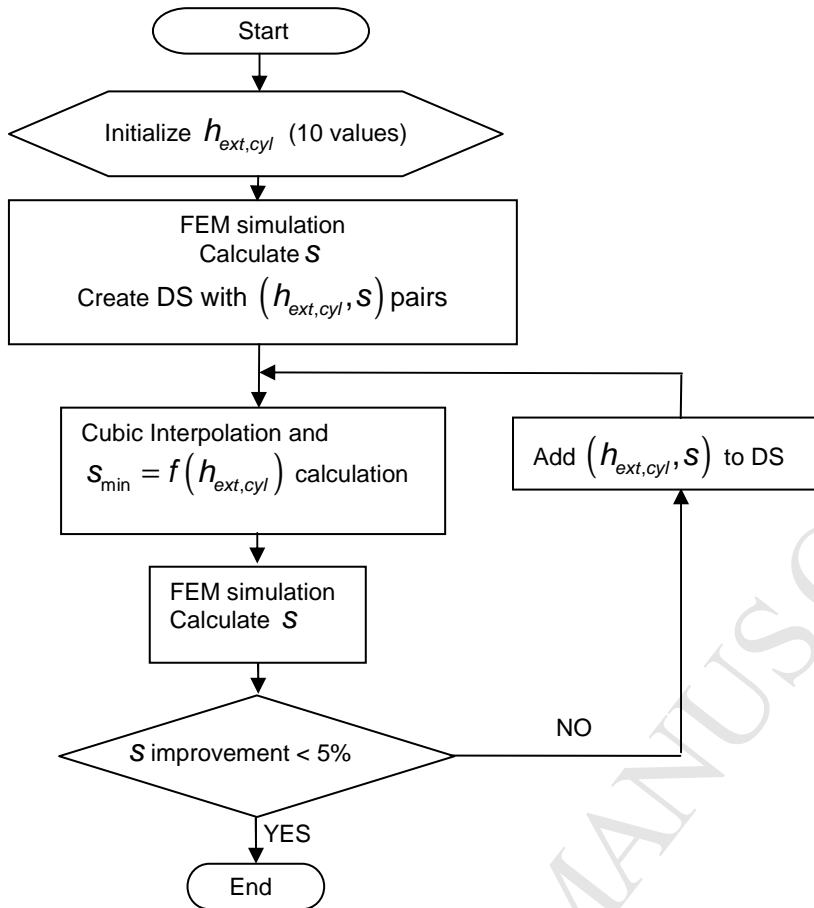 Start
Initialize h_ext,cyl (10 values)
FEM simulation
Calculate s
Create DS with (h_ext,cyl, s) pairs
Cubic Interpolation and
s_min = f(h_ext,cyl) calculation
Add (h_ext,cyl, s) to DS
FEM simulation
Calculate s
s improvement < 5%
NO
YES
End